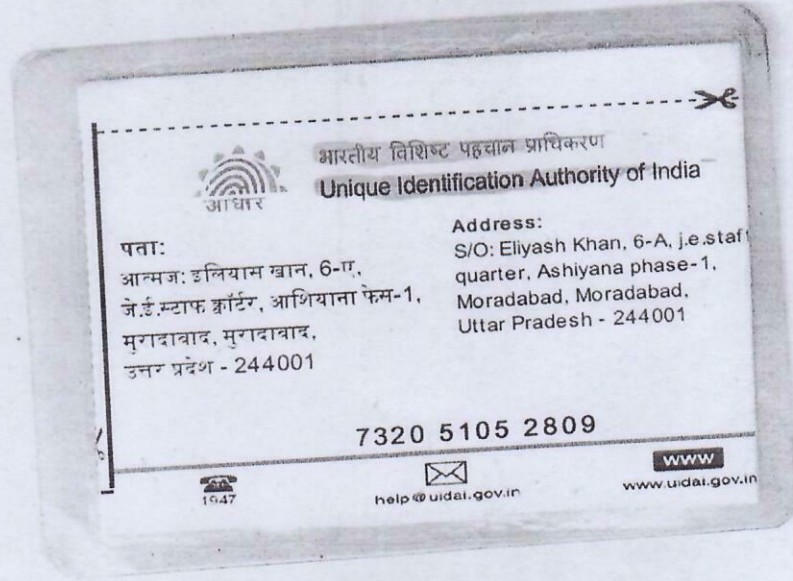 भारतीय विशिष्ट पहचान प्राधिकरण
Unique Identification Authority of India
आधार
पता:
आत्मज: इलियास खान, 6-ए,
जे.ई.स्टाफ क्वॉर्टर, आशियाना फेस-1,
मुरादाबाद, मुरादाबाद,
उत्तर प्रदेश - 244001
Address:
S/O: Eliyash Khan, 6-A, j.e.staff
quarter, Ashiyana phase-1,
Moradabad, Moradabad,
Uttar Pradesh - 244001
7320 5105 2809
1947
help@uidai.gov.in
www
www.uidai.gov.in